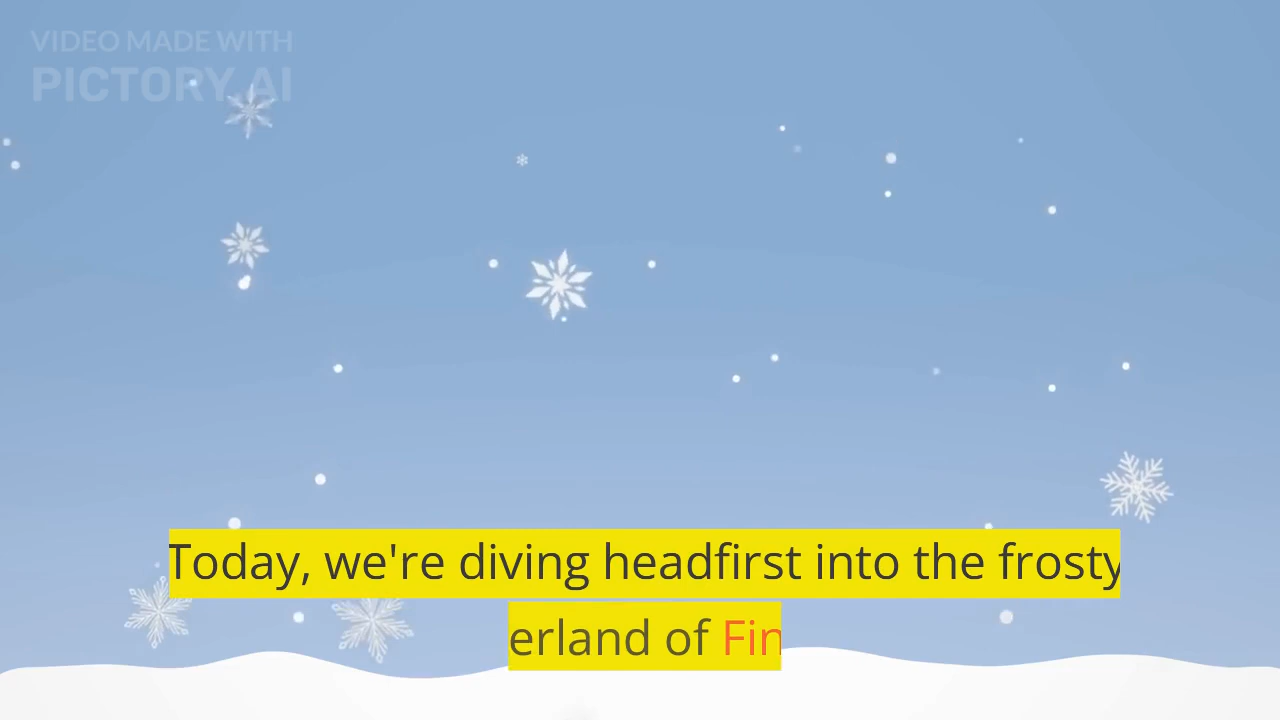 VIDEO MADE WITH
PICTORY.AI
Today, we're diving headfirst into the frosty
erland of Fin